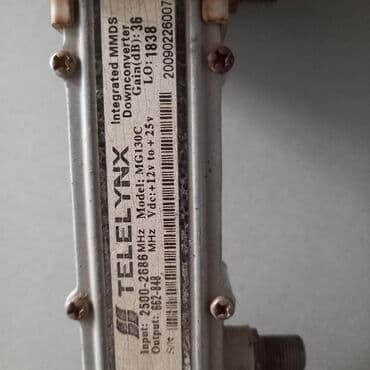 TELELYNX
Integrated MMDS
Downconverter
Model: MG130C Gain(dB): 36
Input: 2500-2686 MHz Vdc:+12v to +25v LO: 1838
Output: 662-848 MHz
S/N:
20090226007